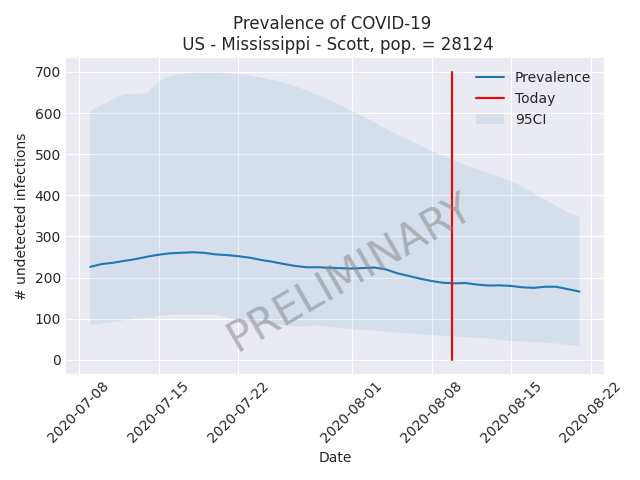 Prevalence of COVID-19
US - Mississippi - Scott, pop. = 28124
700
600
500
400
300
200
100
0
# undetected infections
Prevalence
Today
95CI
PRELIMINARY
2020-07-08
2020-07-15
2020-07-22
2020-08-01
2020-08-08
2020-08-15
2020-08-22
Date